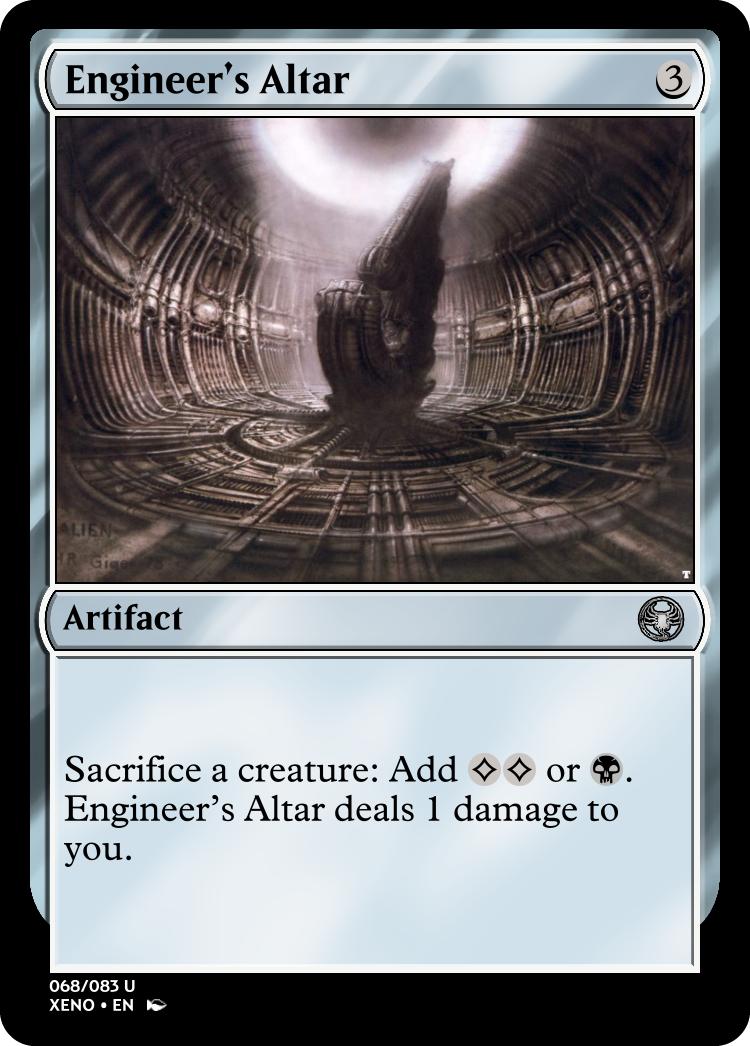 Engineer's Altar 3
ALIEN
Artifact
Sacrifice a creature: Add or .
Engineer's Altar deals 1 damage to
you.
068/083 U
XENO • EN